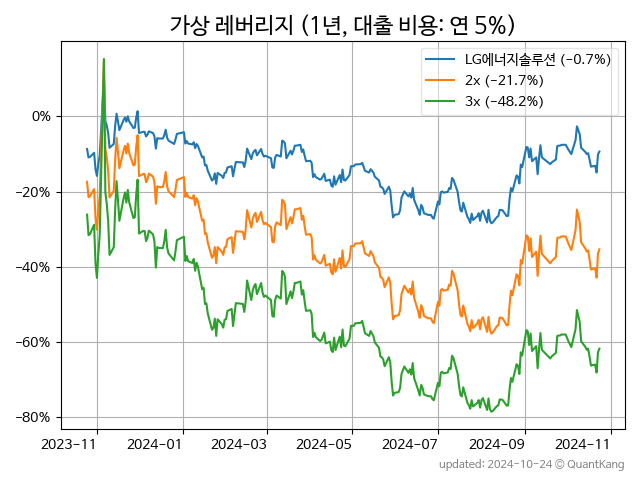 가상 레버리지 (1년, 대출 비용: 연 5%)
LG에너지솔루션 (−0.7%)
2x (−21.7%)
3x (−48.2%)
0%
−20%
−40%
−60%
−80%
2023-11 2024-01 2024-03 2024-05 2024-07 2024-09 2024-11
updated: 2024-10-24 © QuantKang